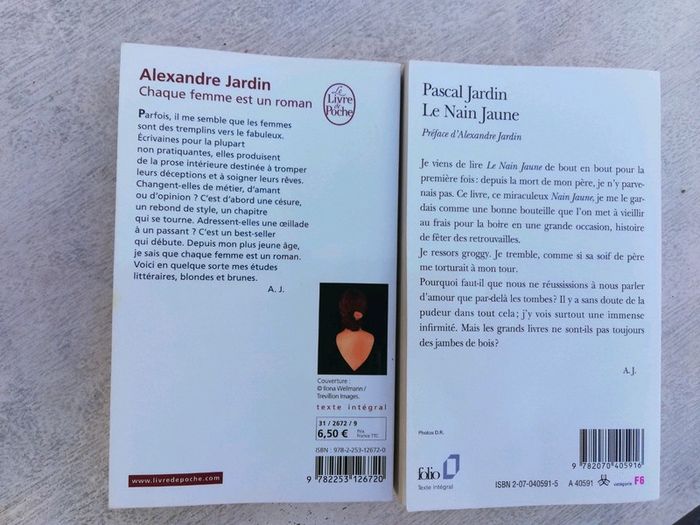 Alexandre Jardin
Chaque femme est un roman
Le
Livre
de
Poche
Parfois, il me semble que les femmes
sont des tremplins vers le fabuleux.
Écrivaines pour la plupart
non pratiquantes, elles produisent
de la prose intérieure destinée à tromper
leurs déceptions et à soigner leurs rêves.
Changent-elles de métier, d'amant
ou d'opinion ? C'est d'abord une césure,
un rebond de style, un chapitre
qui se tourne. Adressent-elles une œillade
à un passant ? C'est un best-seller
qui débute. Depuis mon plus jeune âge,
je sais que chaque femme est un roman.
Voici en quelque sorte mes études
littéraires, blondes et brunes.
A. J.
Couverture :
© Ilona Wellmann /
Trevillion Images.
texte intégral
31 / 2672 / 9
6,50 € Prix
France TTC
ISBN : 978-2-253-12672-0
9 782253 126720
www.livredepoche.com
Pascal Jardin
Le Nain Jaune
Préface d'Alexandre Jardin
Je viens de lire Le Nain Jaune de bout en bout pour la
première fois : depuis la mort de mon père, je n'y parve-
nais pas. Ce livre, ce miraculeux Nain Jaune, je me le gar-
dais comme une bonne bouteille que l'on met à vieillir
au frais pour la boire en une grande occasion, histoire
de fêter des retrouvailles.
Je ressors groggy. Je tremble, comme si sa soif de père
me torturait à mon tour.
Pourquoi faut-il que nous ne réussissions à nous parler
d'amour que par-delà les tombes ? Il y a sans doute de la
pudeur dans tout cela ; j'y vois surtout une immense
infirmité. Mais les grands livres ne sont-ils pas toujours
des jambes de bois ?
A. J.
Photos D.R.
9 782070 405916
folio
Texte intégral
ISBN 2-07-040591-5 A 40591 catégorie F6